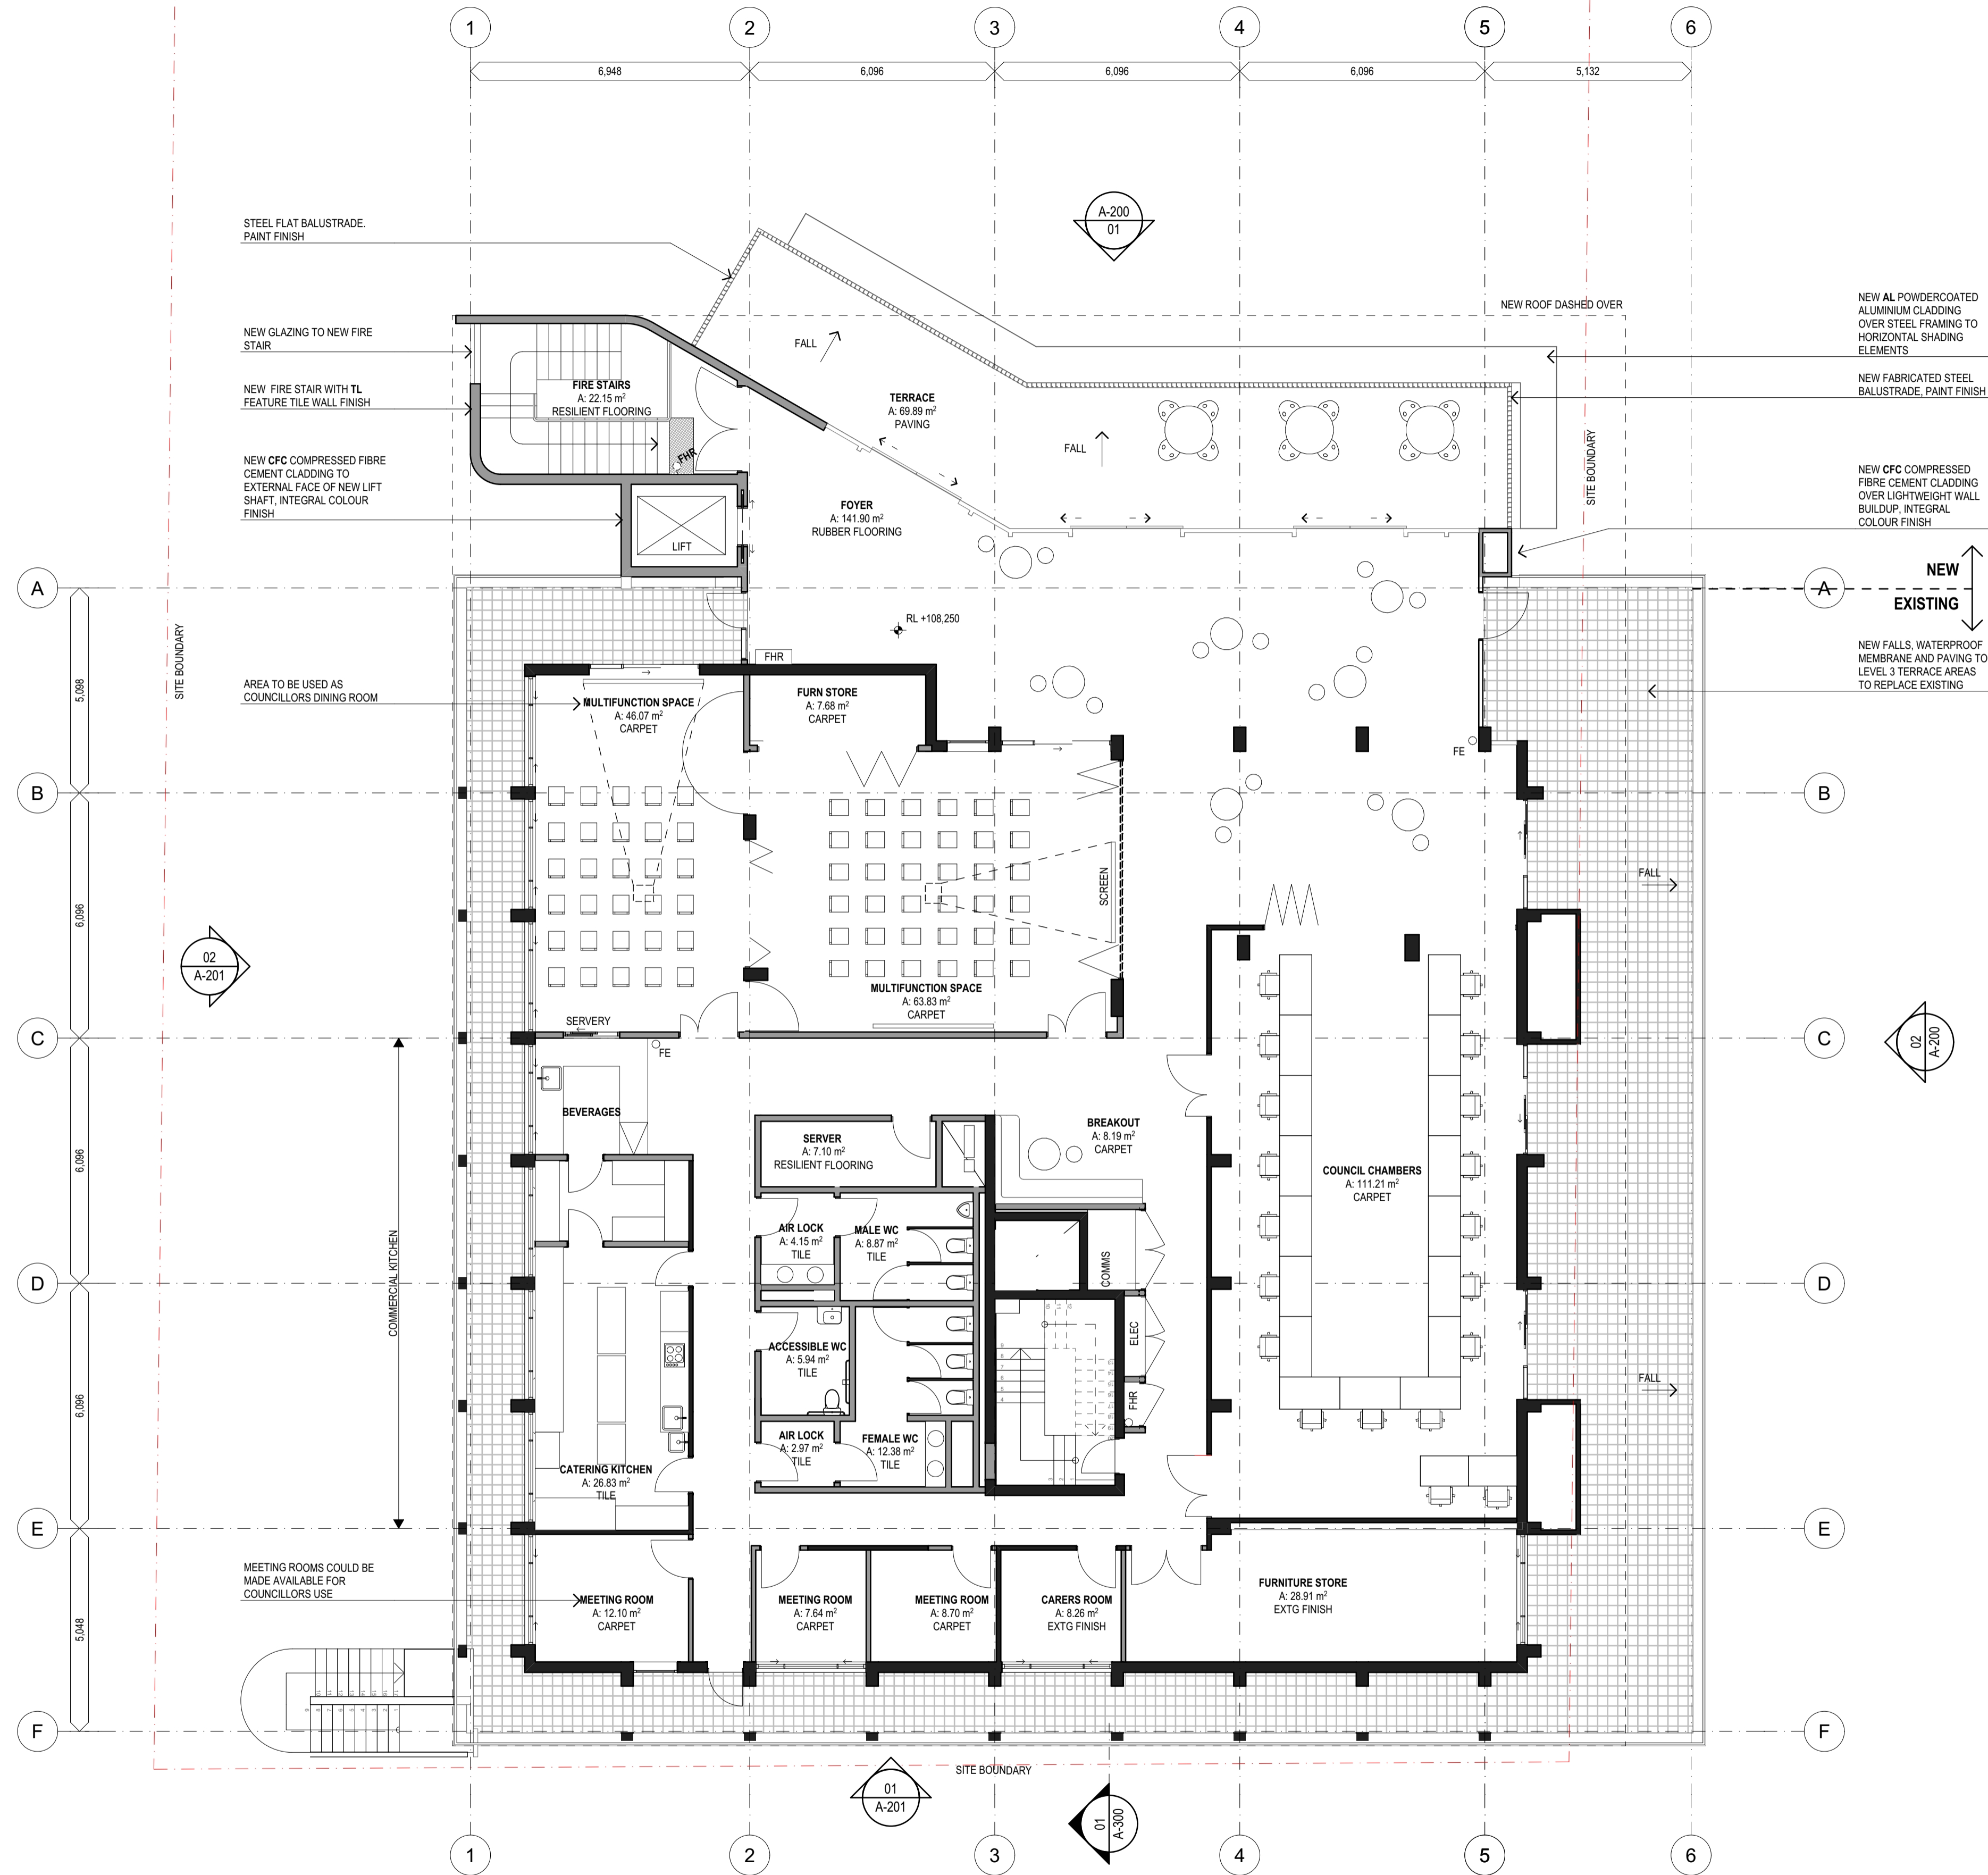 1
2
3
4
5
6
6,948
6,096
6,096
6,096
5,132
A-200
01
STEEL FLAT BALUSTRADE.
PAINT FINISH
NEW GLAZING TO NEW FIRE
STAIR
NEW FIRE STAIR WITH TL
FEATURE TILE WALL FINISH
NEW CFC COMPRESSED FIBRE
CEMENT CLADDING TO
EXTERNAL FACE OF NEW LIFT
SHAFT, INTEGRAL COLOUR
FINISH
NEW ROOF DASHED OVER
NEW AL POWDERCOATED
ALUMINIUM CLADDING
OVER STEEL FRAMING TO
HORIZONTAL SHADING
ELEMENTS
NEW FABRICATED STEEL
BALUSTRADE, PAINT FINISH
NEW CFC COMPRESSED
FIBRE CEMENT CLADDING
OVER LIGHTWEIGHT WALL
BUILDUP, INTEGRAL
COLOUR FINISH
SITE BOUNDARY
FALL
FIRE STAIRS
A: 22.15 m²
RESILIENT FLOORING
FHR
TERRACE
A: 69.89 m²
PAVING
FALL
FOYER
A: 141.90 m²
RUBBER FLOORING
LIFT
NEW
EXISTING
A
A
RL +108,250
FHR
SITE BOUNDARY
5,098
NEW FALLS, WATERPROOF
MEMBRANE AND PAVING TO
LEVEL 3 TERRACE AREAS
TO REPLACE EXISTING
AREA TO BE USED AS
COUNCILLORS DINING ROOM
MULTIFUNCTION SPACE
A: 46.07 m²
CARPET
FURN STORE
A: 7.68 m²
CARPET
FE
B
B
6,096
SCREEN
FALL
02
A-201
MULTIFUNCTION SPACE
A: 63.83 m²
CARPET
SERVERY
FE
C
C
02
A-200
6,096
COMMERCIAL KITCHEN
BEVERAGES
SERVER
A: 7.10 m²
RESILIENT FLOORING
BREAKOUT
A: 8.19 m²
CARPET
COUNCIL CHAMBERS
A: 111.21 m²
CARPET
AIR LOCK
A: 4.15 m²
TILE
MALE WC
A: 8.87 m²
TILE
COMMS
D
D
6,096
ACCESSIBLE WC
A: 5.94 m²
TILE
ELEC
FHR
FALL
AIR LOCK
A: 2.97 m²
TILE
FEMALE WC
A: 12.38 m²
TILE
CATERING KITCHEN
A: 26.83 m²
TILE
E
E
5,048
MEETING ROOMS COULD BE
MADE AVAILABLE FOR
COUNCILLORS USE
MEETING ROOM
A: 12.10 m²
CARPET
MEETING ROOM
A: 7.64 m²
CARPET
MEETING ROOM
A: 8.70 m²
CARPET
CARERS ROOM
A: 8.26 m²
EXTG FINISH
FURNITURE STORE
A: 28.91 m²
EXTG FINISH
F
F
SITE BOUNDARY
01
A-201
01
A-300
1
2
3
4
5
6